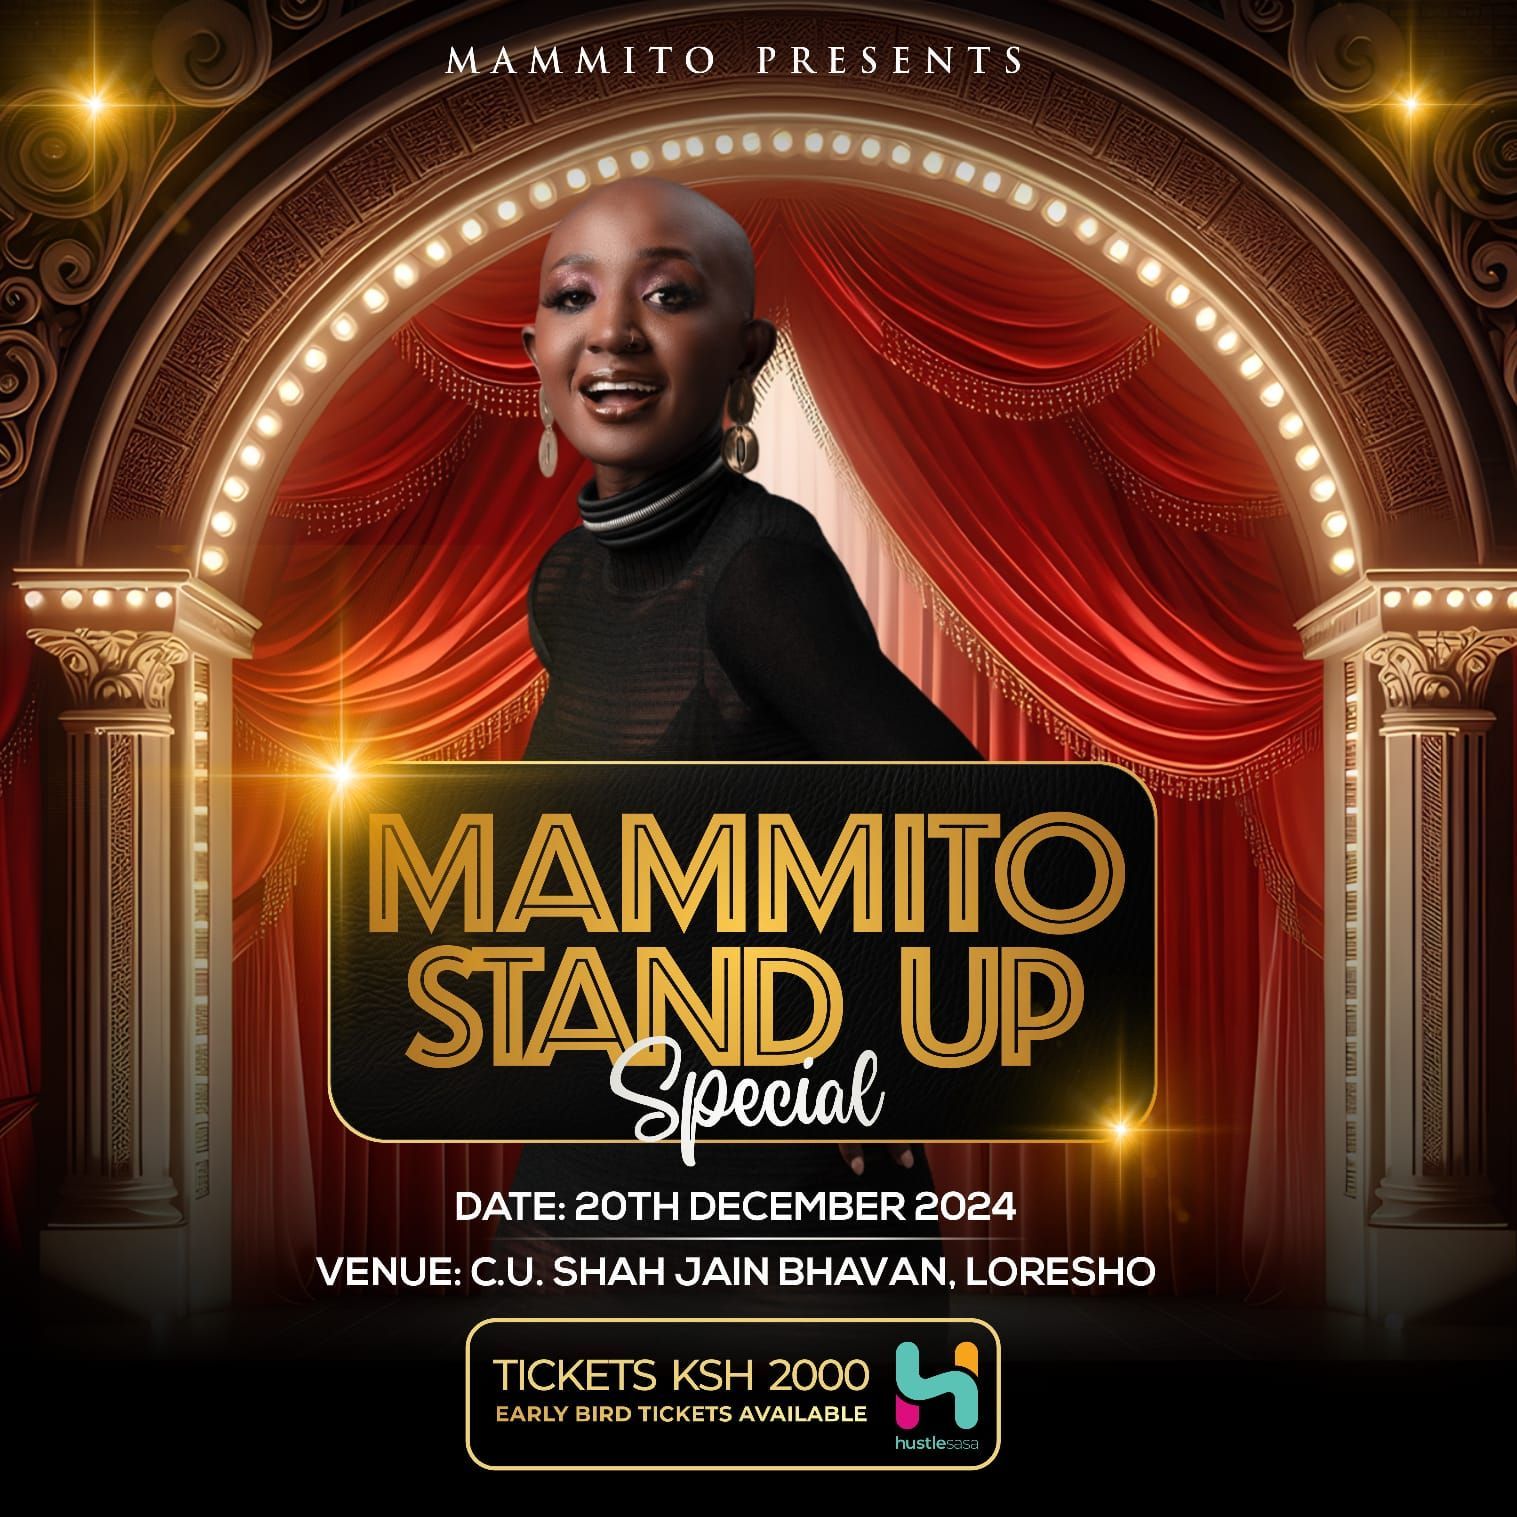 MAMMITO PRESENTS
MAMMITO
STAND UP
Special
DATE: 20TH DECEMBER 2024
VENUE: C.U. SHAH JAIN BHAVAN, LORESHO
TICKETS KSH 2000
EARLY BIRD TICKETS AVAILABLE
hustlesasa